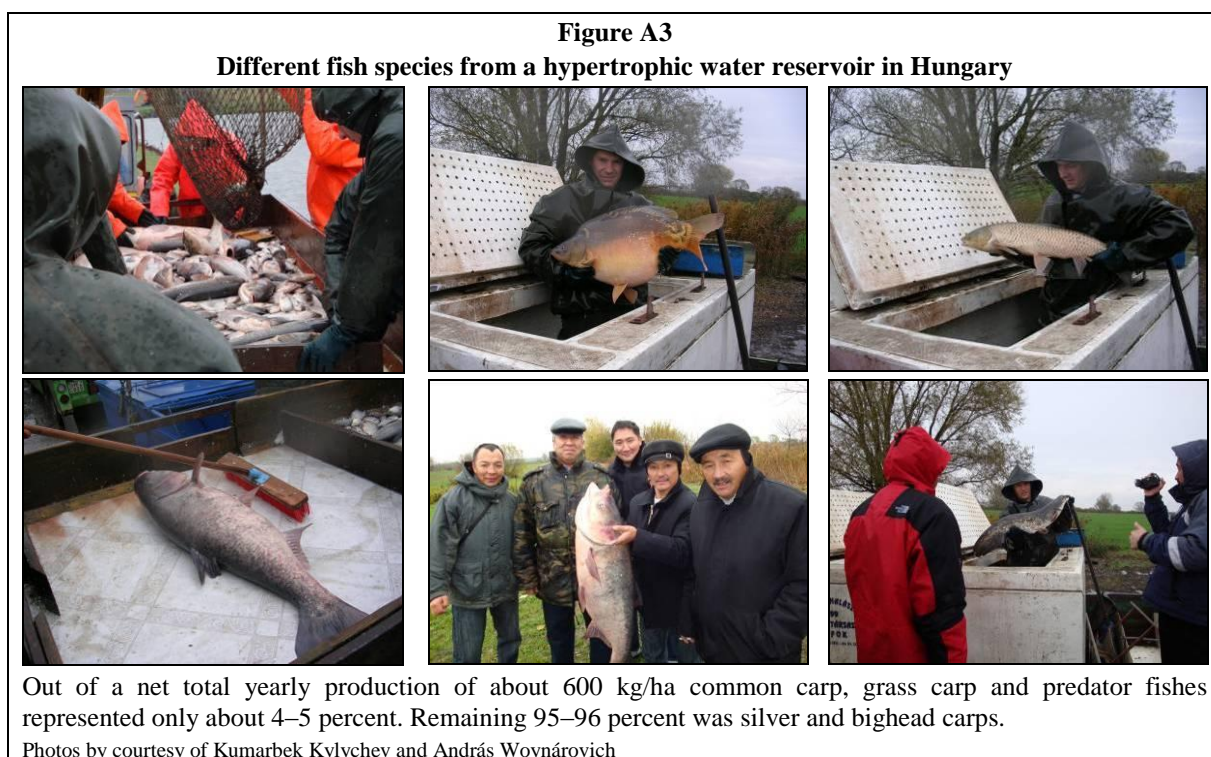 Figure A3
Different fish species from a hypertrophic water reservoir in Hungary
Out of a net total yearly production of about 600 kg/ha common carp, grass carp and predator fishes
represented only about 4–5 percent. Remaining 95–96 percent was silver and bighead carps.
Photos by courtesy of Kumarbek Kylychev and András Woynárovich